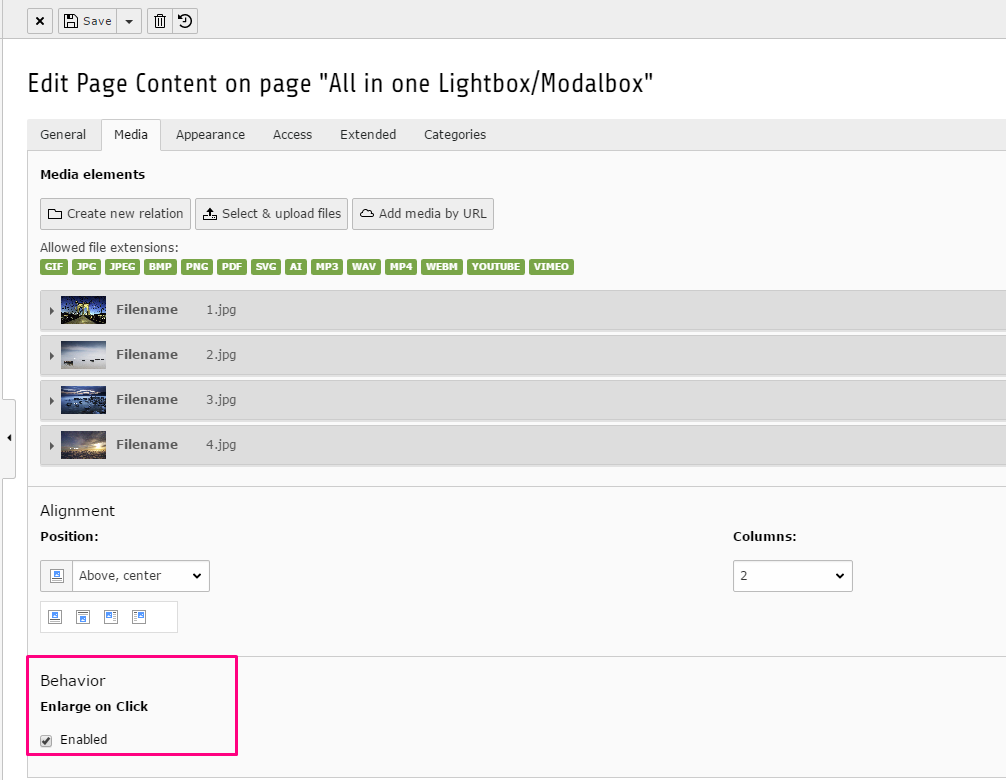 Save
Edit Page Content on page "All in one Lightbox/Modalbox"
General Media Appearance Access Extended Categories
Media elements
Create new relation Select & upload files Add media by URL
Allowed file extensions:
GIF JPG JPEG BMP PNG PDF SVG AI MP3 WAV MP4 WEBM YOUTUBE VIMEO
Filename 1.jpg
Filename 2.jpg
Filename 3.jpg
Filename 4.jpg
Alignment
Position: Columns:
Above, center 2
Behavior
Enlarge on Click
Enabled